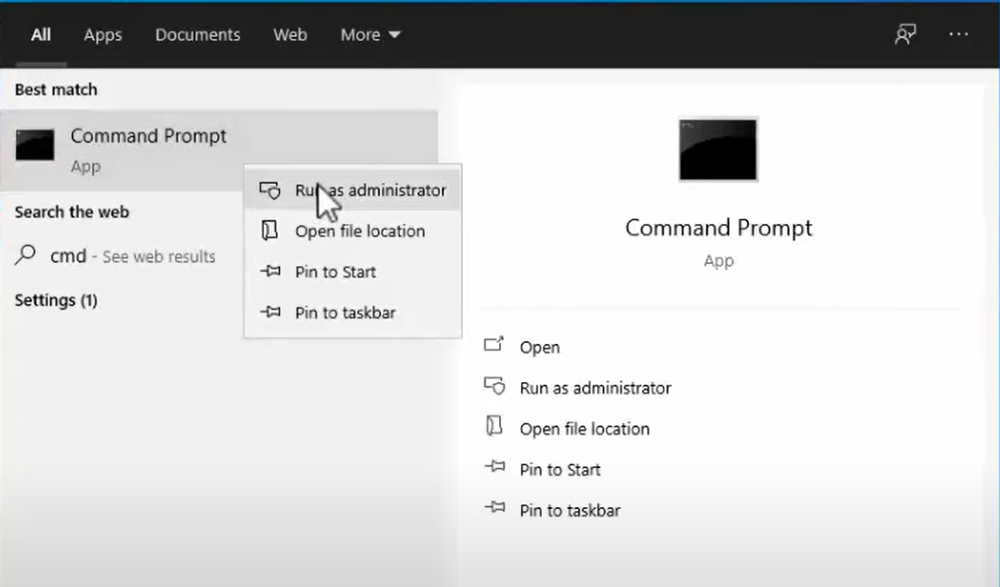 All Apps Documents Web More
Best match
Command Prompt
App
Search the web
cmd - See web results
Settings (1)
Run as administrator
Open file location
Pin to Start
Pin to taskbar
Command Prompt
App
Open
Run as administrator
Open file location
Pin to Start
Pin to taskbar